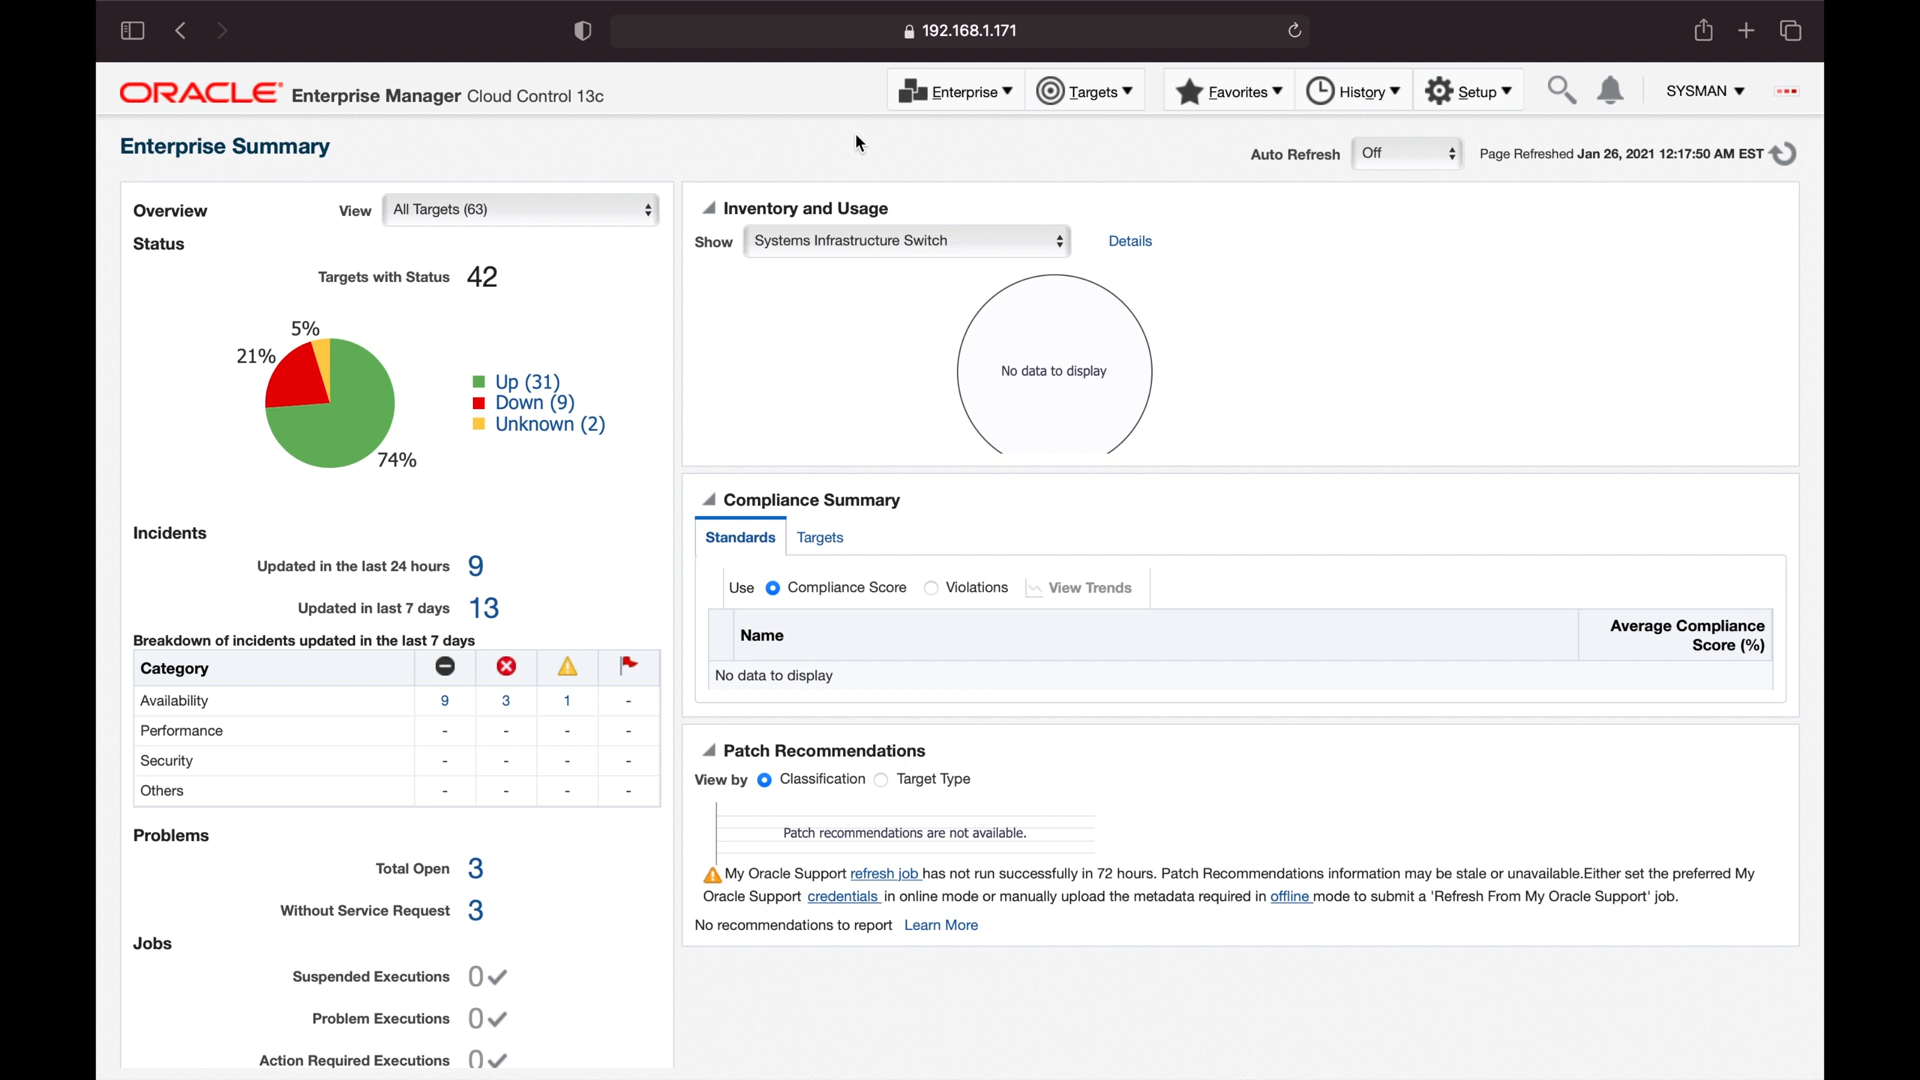 192.168.1.171
ORACLE Enterprise Manager Cloud Control 13c
Enterprise Targets Favorites History Setup SYSMAN
Enterprise Summary
Auto Refresh Off Page Refreshed Jan 26, 2021 12:17:50 AM EST
Overview View All Targets (63)
Status
Targets with Status 42
5%
21%
74%
Up (31)
Down (9)
Unknown (2)
Incidents
Updated in the last 24 hours 9
Updated in last 7 days 13
Breakdown of incidents updated in the last 7 days
Category
Availability 9 3 1 -
Performance - - - -
Security - - - -
Others - - - -
Problems
Total Open 3
Without Service Request 3
Jobs
Suspended Executions 0
Problem Executions 0
Action Required Executions 0
Inventory and Usage
Show Systems Infrastructure Switch Details
No data to display
Compliance Summary
Standards Targets
Use Compliance Score Violations View Trends
Name Average Compliance
Score (%)
No data to display
Patch Recommendations
View by Classification Target Type
Patch recommendations are not available.
My Oracle Support refresh job has not run successfully in 72 hours. Patch Recommendations information may be stale or unavailable.Either set the preferred My
Oracle Support credentials in online mode or manually upload the metadata required in offline mode to submit a 'Refresh From My Oracle Support' job.
No recommendations to report Learn More